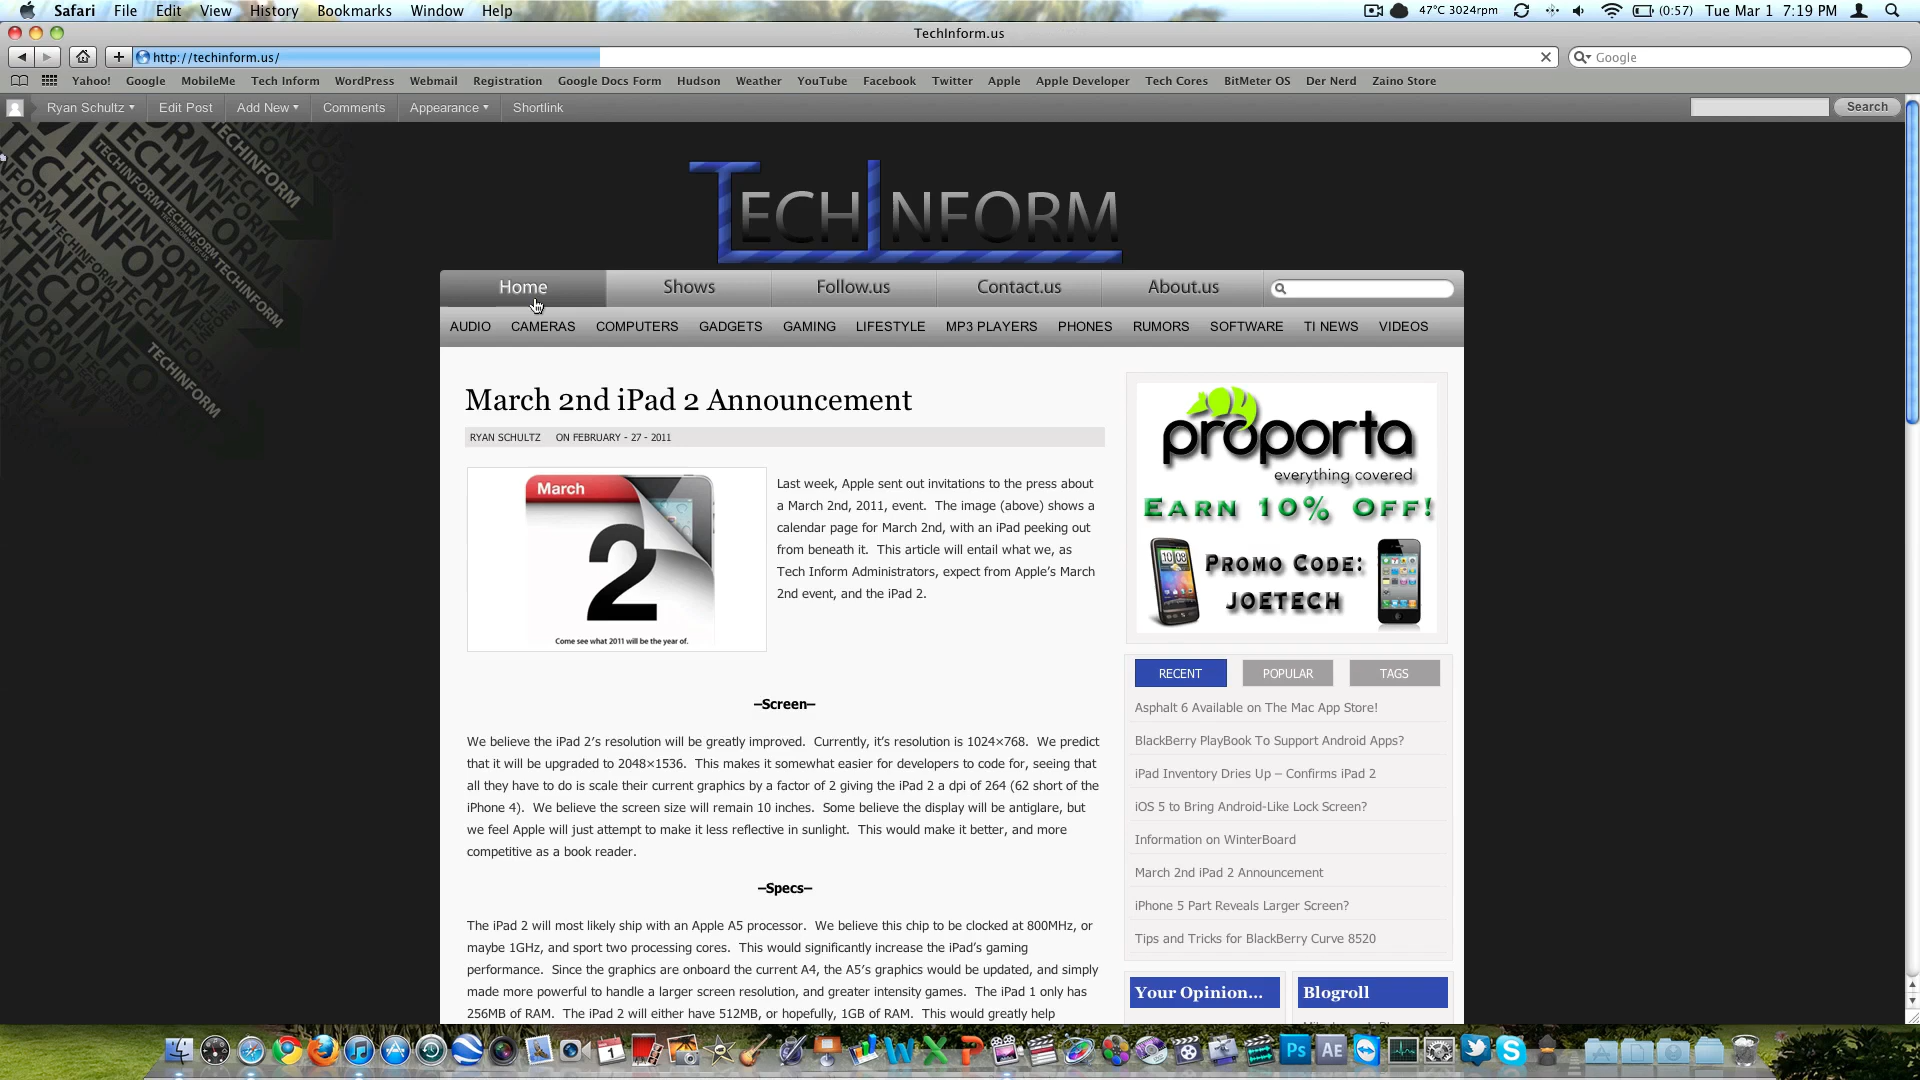 Safari File Edit View History Bookmarks Window Help 47°C 3024rpm (0:57) Tue Mar 1 7:19 PM
TechInform.us
http://techinform.us/ Google
Yahoo! Google MobileMe Tech Inform WordPress Webmail Registration Google Docs Form Hudson Weather YouTube Facebook Twitter Apple Apple Developer Tech Cores BitMeter OS Der Nerd Zaino Store
Ryan Schultz Edit Post Add New Comments Appearance Shortlink Search
TECHINFORM
Home Shows Follow.us Contact.us About.us
AUDIO CAMERAS COMPUTERS GADGETS GAMING LIFESTYLE MP3 PLAYERS PHONES RUMORS SOFTWARE TI NEWS VIDEOS
March 2nd iPad 2 Announcement
RYAN SCHULTZ ON FEBRUARY - 27 - 2011
March
2
Come see what 2011 will be the year of.
Last week, Apple sent out invitations to the press about
a March 2nd, 2011, event. The image (above) shows a
calendar page for March 2nd, with an iPad peeking out
from beneath it. This article will entail what we, as
Tech Inform Administrators, expect from Apple's March
2nd event, and the iPad 2.
–Screen–
We believe the iPad 2's resolution will be greatly improved. Currently, it's resolution is 1024×768. We predict
that it will be upgraded to 2048×1536. This makes it somewhat easier for developers to code for, seeing that
all they have to do is scale their current graphics by a factor of 2 giving the iPad 2 a dpi of 264 (62 short of the
iPhone 4). We believe the screen size will remain 10 inches. Some believe the display will be antiglare, but
we feel Apple will just attempt to make it less reflective in sunlight. This would make it better, and more
competitive as a book reader.
–Specs–
The iPad 2 will most likely ship with an Apple A5 processor. We believe this chip to be clocked at 800MHz, or
maybe 1GHz, and sport two processing cores. This would significantly increase the iPad's gaming
performance. Since the graphics are onboard the current A4, the A5's graphics would be updated, and simply
made more powerful to handle a larger screen resolution, and greater intensity games. The iPad 1 only has
256MB of RAM. The iPad 2 will either have 512MB, or hopefully, 1GB of RAM. This would greatly help
proporta
everything covered
EARN 10% OFF!
PROMO CODE:
JOETECH
RECENT POPULAR TAGS
Asphalt 6 Available on The Mac App Store!
BlackBerry PlayBook To Support Android Apps?
iPad Inventory Dries Up – Confirms iPad 2
iOS 5 to Bring Android-Like Lock Screen?
Information on WinterBoard
March 2nd iPad 2 Announcement
iPhone 5 Part Reveals Larger Screen?
Tips and Tricks for BlackBerry Curve 8520
Your Opinion... Blogroll